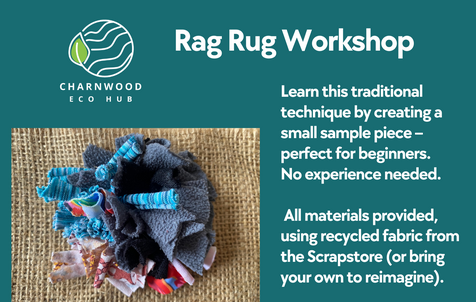 Rag Rug Workshop
CHARNWOOD
ECO HUB
Learn this traditional
technique by creating a
small sample piece –
perfect for beginners.
No experience needed.
All materials provided,
using recycled fabric from
the Scrapstore (or bring
your own to reimagine).